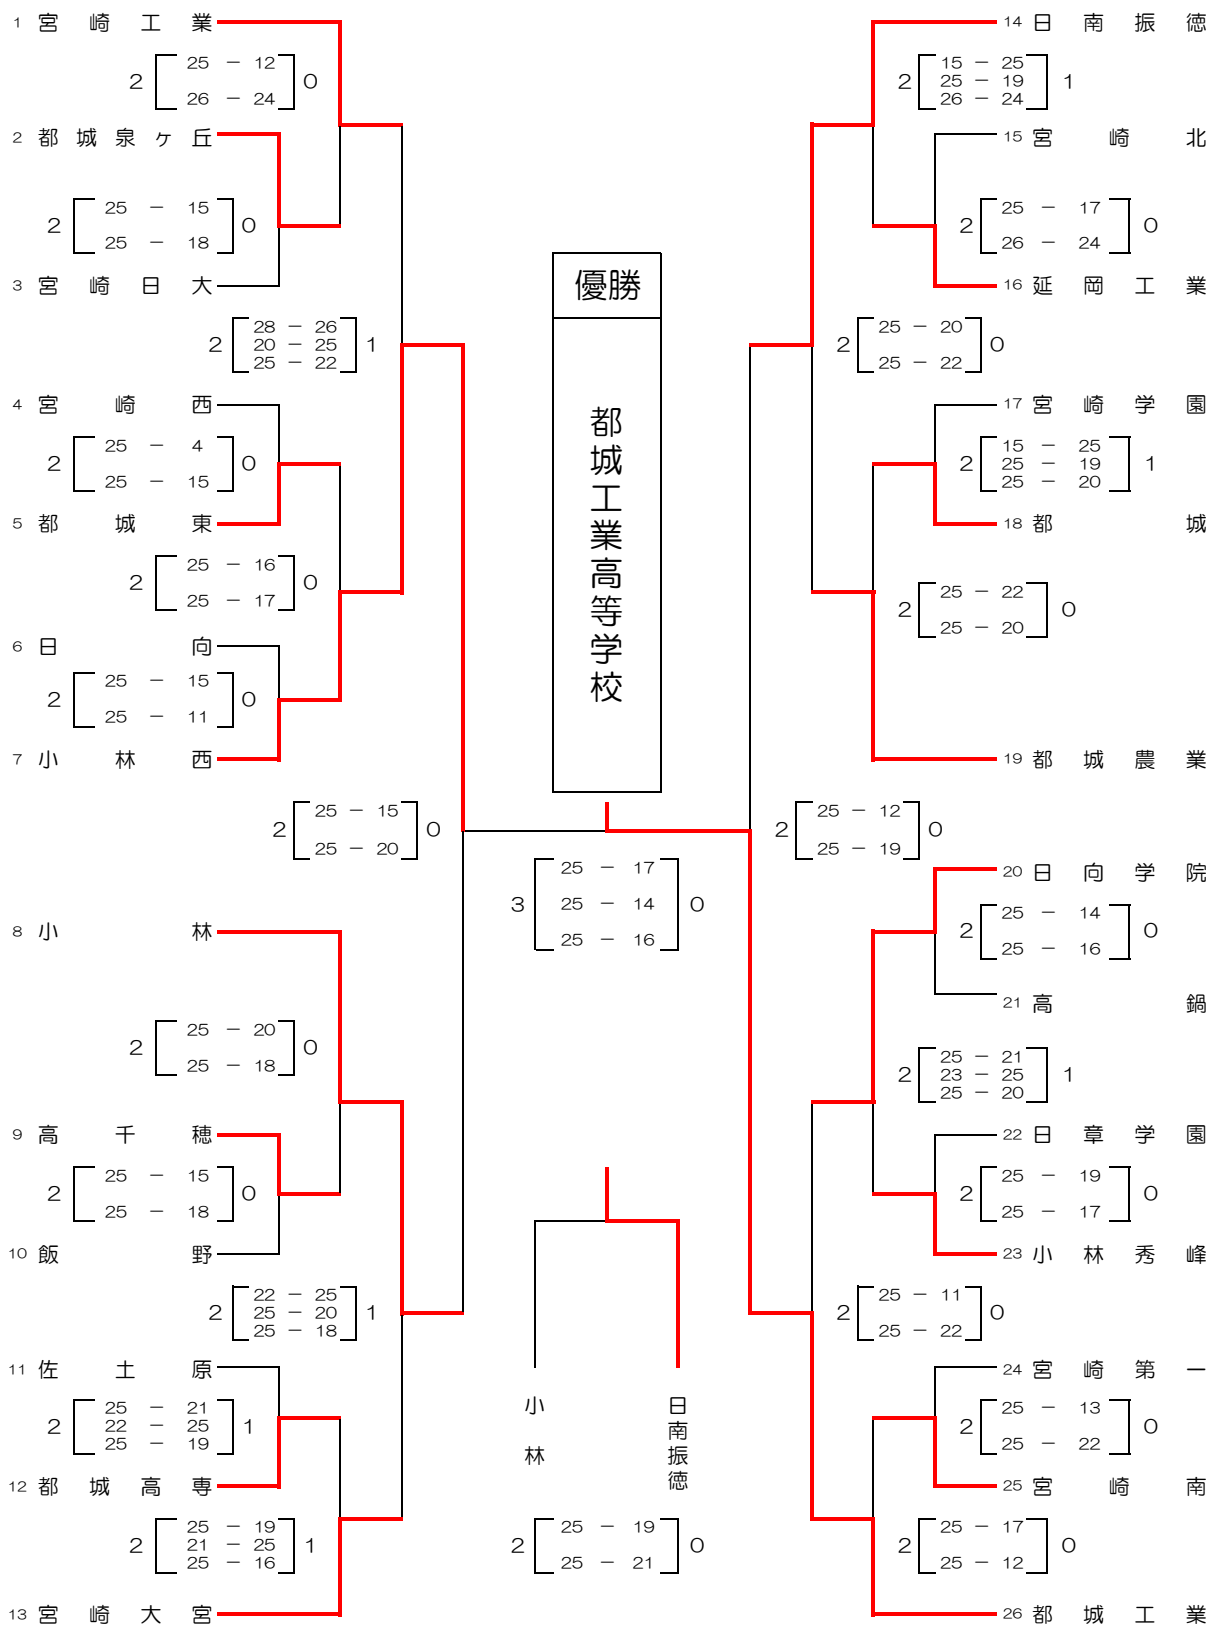 1 宮崎工業
2 [ 25 － 12 ] 0
26 － 24
2 都城泉ヶ丘
2 [ 25 － 15 ] 0
25 － 18
3 宮崎日大
2 [ 28 － 26 ] 1
20 － 25
25 － 22
4 宮崎西
2 [ 25 － 4 ] 0
25 － 15
5 都城東
2 [ 25 － 16 ] 0
25 － 17
6 日向
2 [ 25 － 15 ] 0
25 － 11
7 小林西
2 [ 25 － 15 ] 0
25 － 20
8 小林
2 [ 25 － 20 ] 0
25 － 18
9 高千穂
2 [ 25 － 15 ] 0
25 － 18
10 飯野
2 [ 22 － 25 ] 1
25 － 20
25 － 18
11 佐土原
2 [ 25 － 21 ] 1
22 － 25
25 － 19
12 都城高専
2 [ 25 － 19 ] 1
21 － 25
25 － 16
13 宮崎大宮
優勝
都城工業高等学校
3 [ 25 － 17 ] 0
25 － 14
25 － 16
小林
日南振徳
2 [ 25 － 19 ] 0
25 － 21
14 日南振徳
2 [ 15 － 25 ] 1
25 － 19
26 － 24
15 宮崎北
2 [ 25 － 17 ] 0
26 － 24
16 延岡工業
2 [ 25 － 20 ] 0
25 － 22
17 宮崎学園
2 [ 15 － 25 ] 1
25 － 19
25 － 20
18 都城
2 [ 25 － 22 ] 0
25 － 20
19 都城農業
2 [ 25 － 12 ] 0
25 － 19
20 日向学院
2 [ 25 － 14 ] 0
25 － 16
21 高鍋
2 [ 25 － 21 ] 1
23 － 25
25 － 20
22 日章学園
2 [ 25 － 19 ] 0
25 － 17
23 小林秀峰
2 [ 25 － 11 ] 0
25 － 22
24 宮崎第一
2 [ 25 － 13 ] 0
25 － 22
25 宮崎南
2 [ 25 － 17 ] 0
25 － 12
26 都城工業